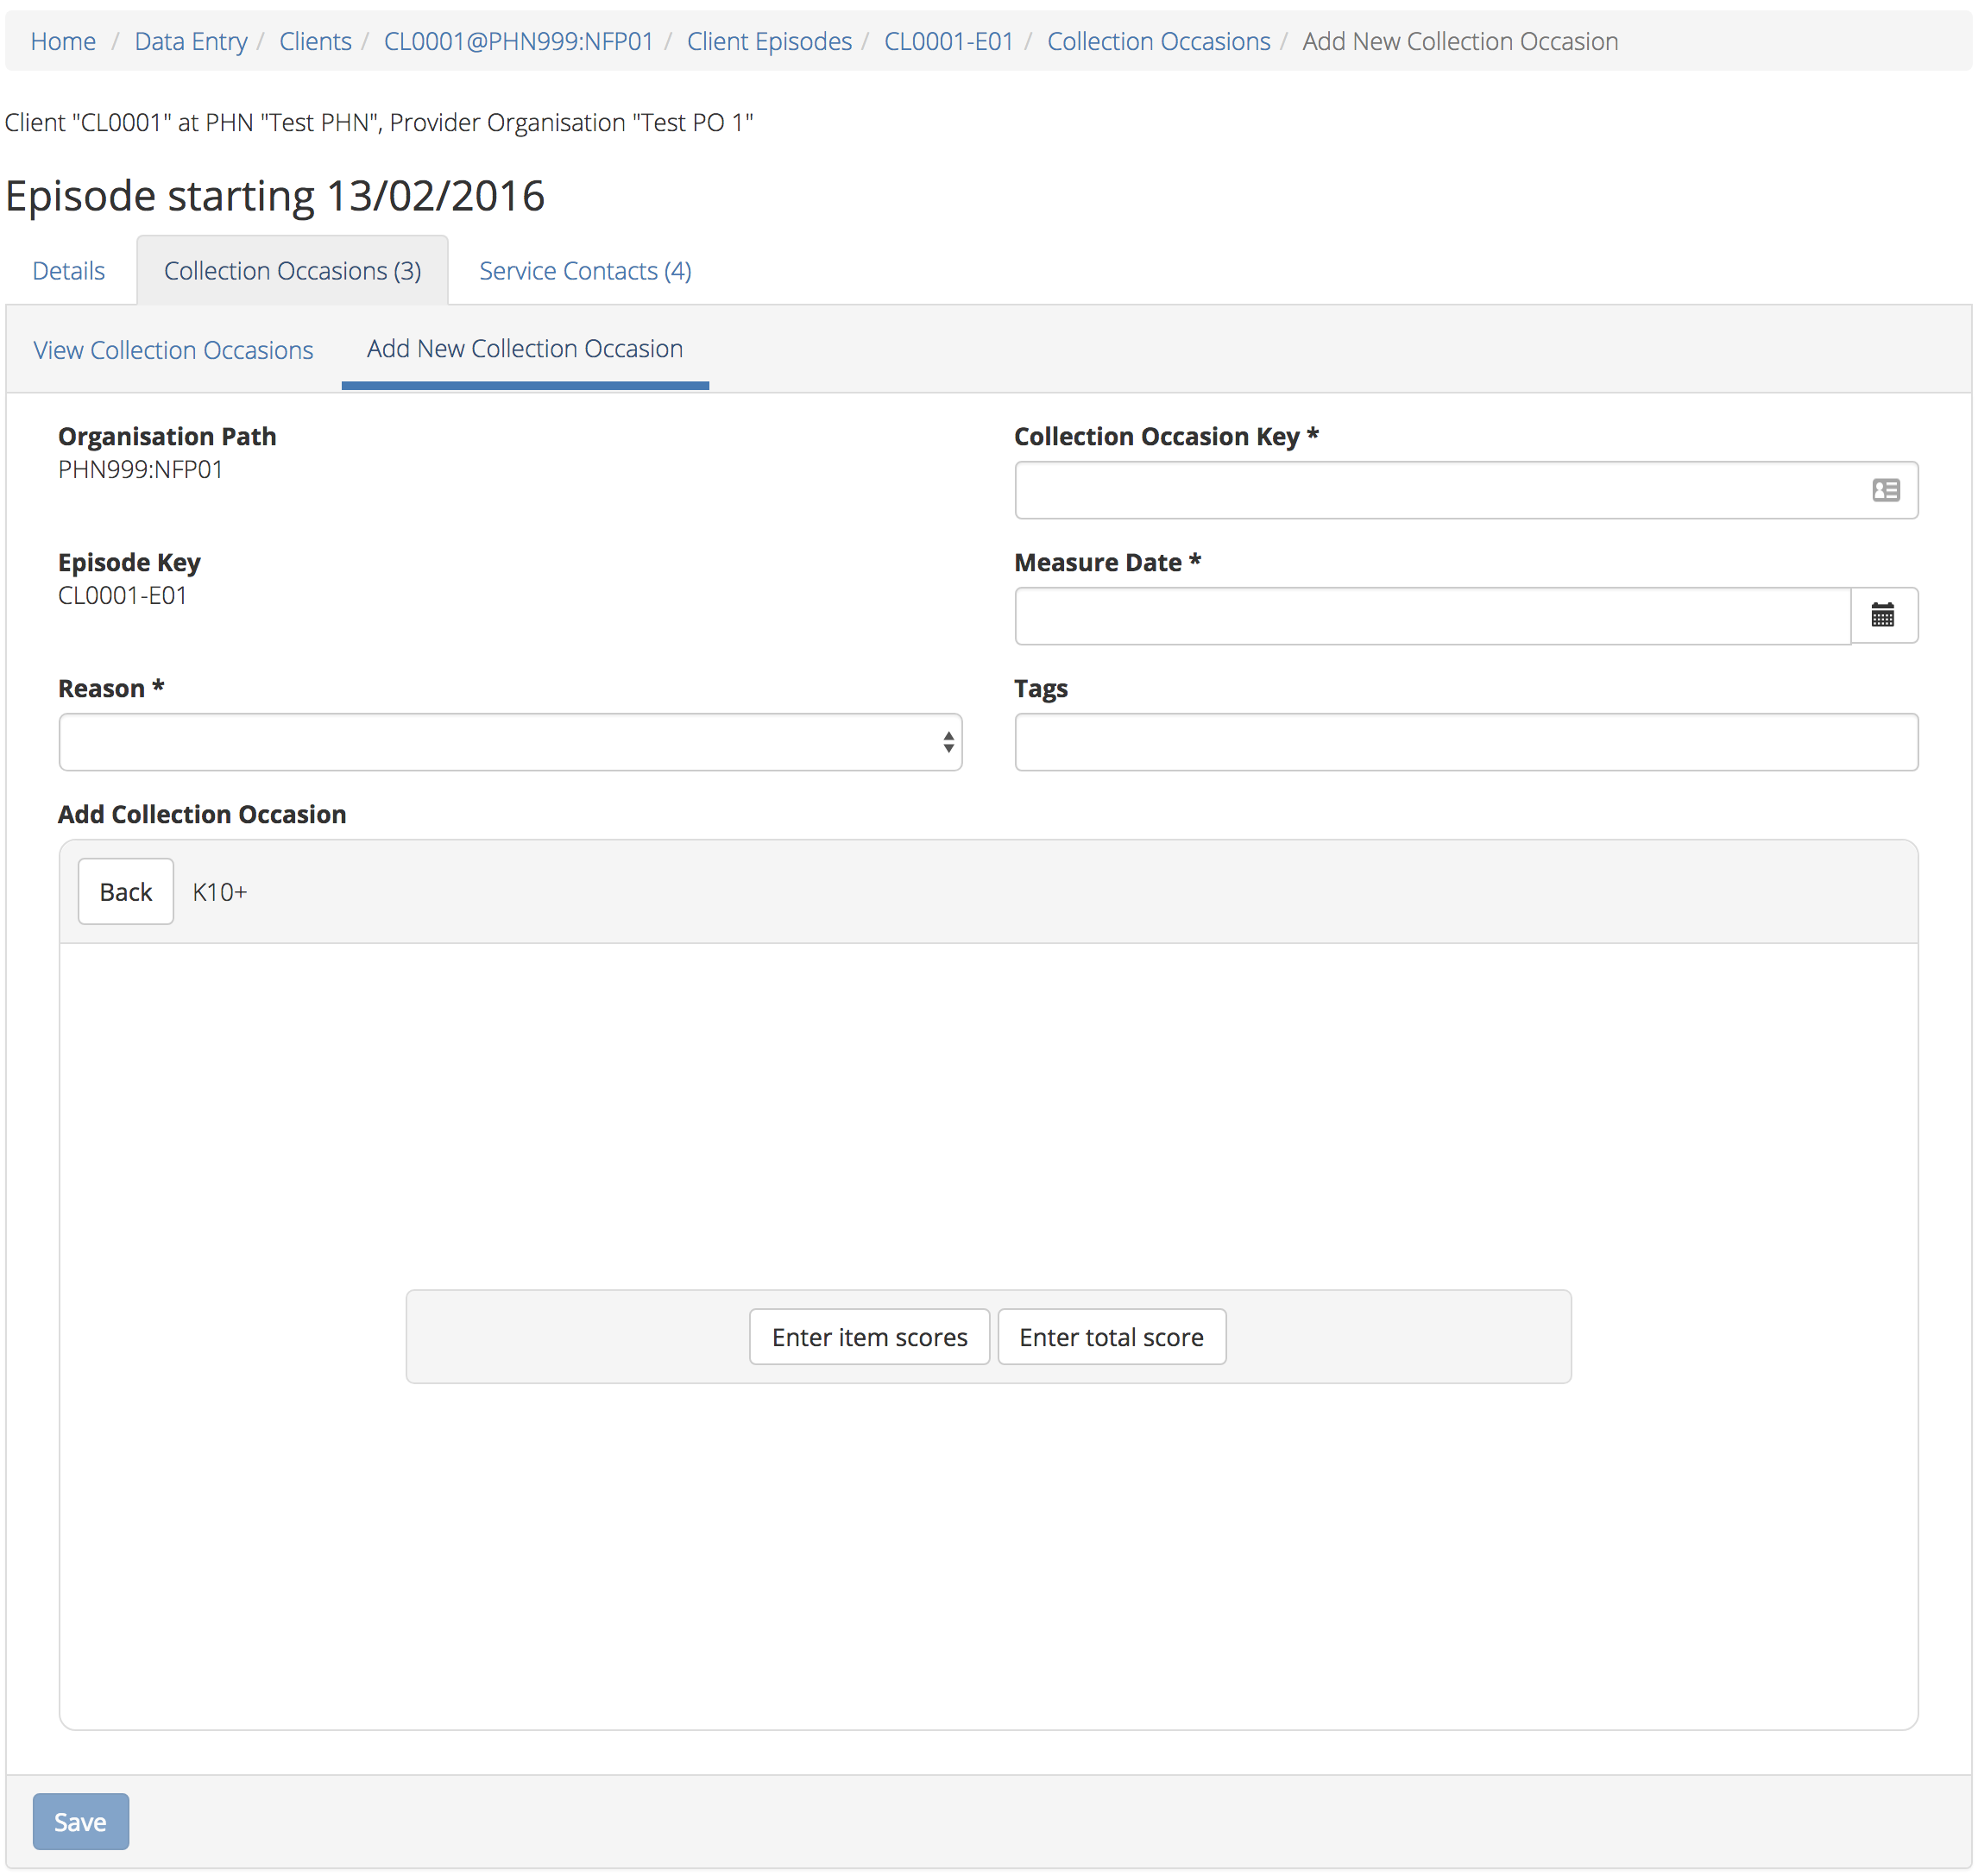 Home / Data Entry / Clients / CL0001@PHN999:NFP01 / Client Episodes / CL0001-E01 / Collection Occasions / Add New Collection Occasion
Client "CL0001" at PHN "Test PHN", Provider Organisation "Test PO 1"
Episode starting 13/02/2016
Details Collection Occasions (3) Service Contacts (4)
View Collection Occasions Add New Collection Occasion
Organisation Path
PHN999:NFP01
Collection Occasion Key *
Episode Key
CL0001-E01
Measure Date *
Reason *
Tags
Add Collection Occasion
Back K10+
Enter item scores Enter total score
Save